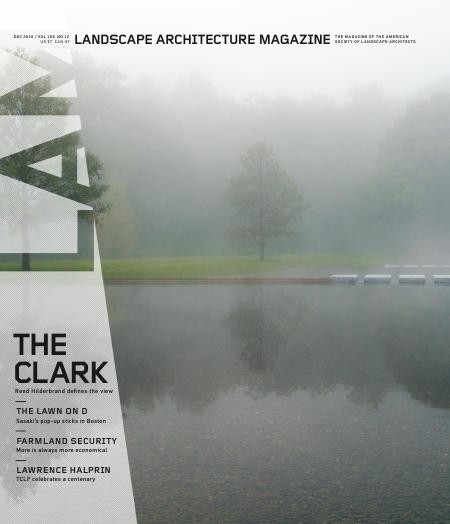 DEC 2016 / VOL 106 NO 12
US $7 CAN $9
LANDSCAPE ARCHITECTURE MAGAZINE
THE MAGAZINE OF THE AMERICAN
SOCIETY OF LANDSCAPE ARCHITECTS
LAM
THE
CLARK
Reed Hilderbrand defines the view
THE LAWN ON D
Sasaki's pop-up sticks in Boston
FARMLAND SECURITY
More is always more economical
LAWRENCE HALPRIN
TCLF celebrates a centenary